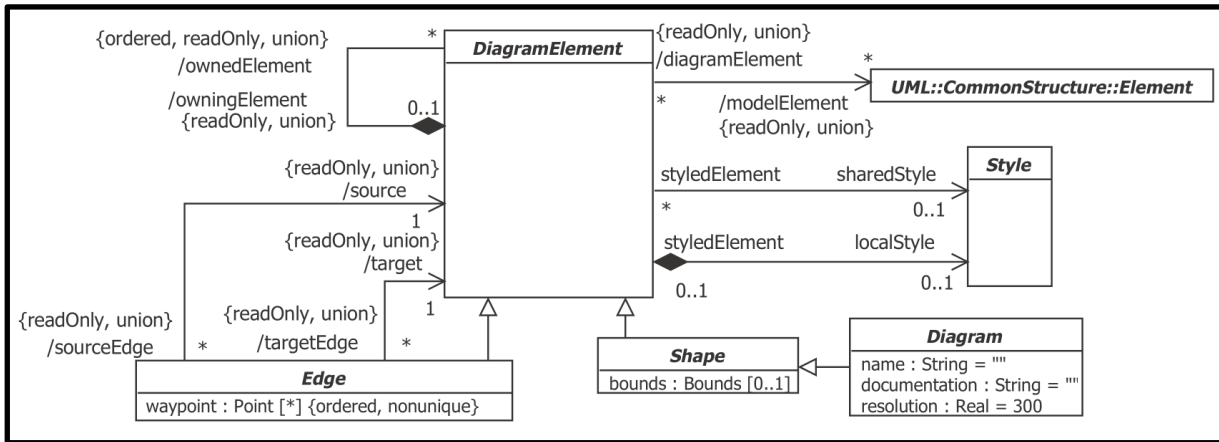 {ordered, readOnly, union}
*
/ownedElement
/owningElement
{readOnly, union}
0..1
DiagramElement
{readOnly, union}
/diagramElement
*
*
/modelElement
{readOnly, union}
UML::CommonStructure::Element
{readOnly, union}
/source
1
{readOnly, union}
/target
1
styledElement
sharedStyle
*
0..1
styledElement
localStyle
0..1
0..1
Style
{readOnly, union}
/sourceEdge
*
{readOnly, union}
/targetEdge
*
Edge
waypoint : Point [*] {ordered, nonunique}
Shape
bounds : Bounds [0..1]
Diagram
name : String = ""
documentation : String = ""
resolution : Real = 300